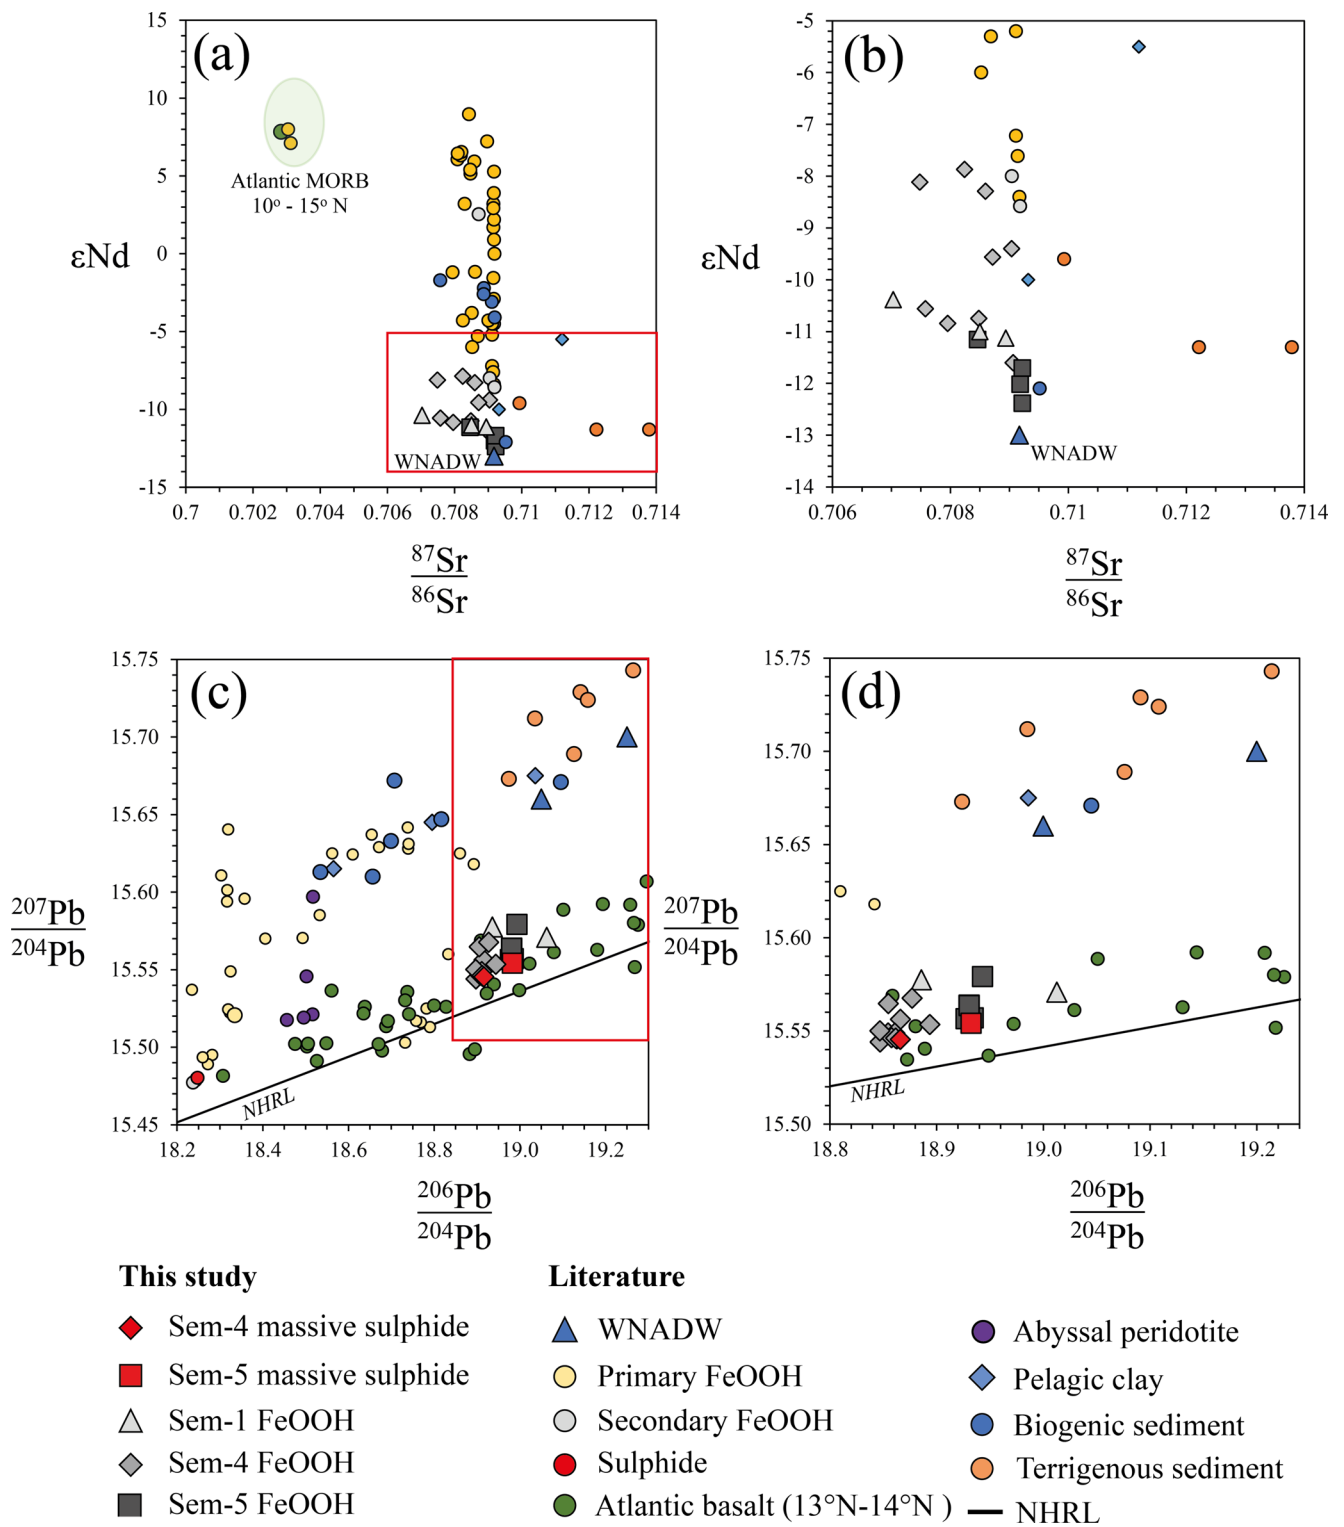 (a)
15
10
5
0
-5
-10
-15
εNd
Atlantic MORB
10º - 15º N
WNADW
0.7
0.702
0.704
0.706
0.708
0.71
0.712
0.714
87Sr
86Sr
(b)
-5
-6
-7
-8
-9
-10
-11
-12
-13
-14
εNd
WNADW
0.706
0.708
0.71
0.712
0.714
87Sr
86Sr
(c)
15.75
15.70
15.65
15.60
15.55
15.50
15.45
207Pb
204Pb
NHRL
18.2
18.4
18.6
18.8
19.0
19.2
206Pb
204Pb
(d)
15.75
15.70
15.65
15.60
15.55
15.50
207Pb
204Pb
NHRL
18.8
18.9
19.0
19.1
19.2
206Pb
204Pb
This study
Sem-4 massive sulphide
Sem-5 massive sulphide
Sem-1 FeOOH
Sem-4 FeOOH
Sem-5 FeOOH
Literature
WNADW
Primary FeOOH
Secondary FeOOH
Sulphide
Atlantic basalt (13°N-14°N )
Abyssal peridotite
Pelagic clay
Biogenic sediment
Terrigenous sediment
NHRL